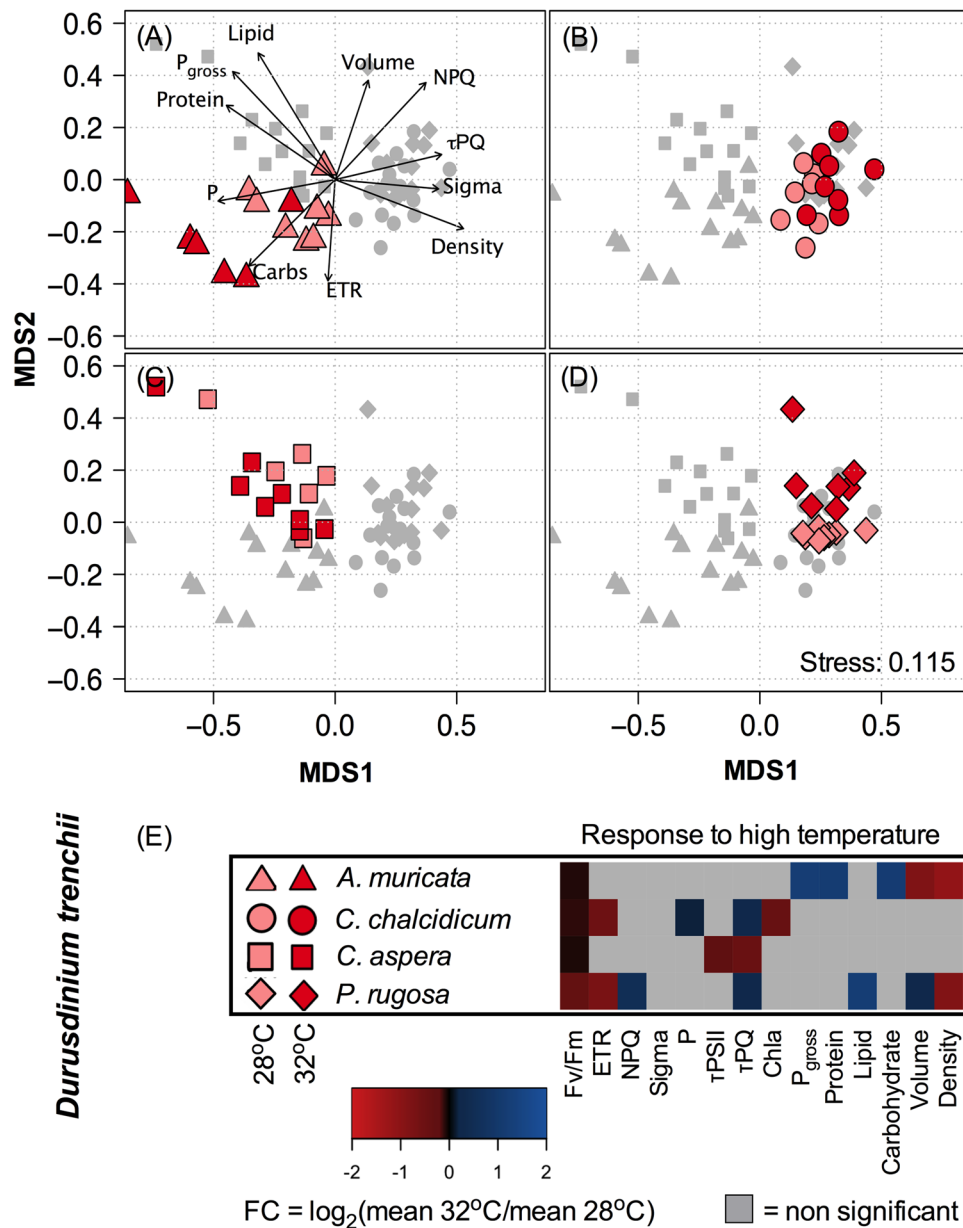 (A)
Lipid
Pgross
Protein
Volume
NPQ
τPQ
Sigma
Density
P
Carbs
ETR
0.6
0.4
0.2
0.0
−0.2
−0.4
−0.6
(B)
MDS2
(C)
0.6
0.4
0.2
0.0
−0.2
−0.4
−0.6
(D)
Stress: 0.115
−0.5 0.0 0.5
−0.5 0.0 0.5
MDS1
MDS1
Durusdinium trenchii
(E)
Response to high temperature
A. muricata
C. chalcidicum
C. aspera
P. rugosa
28°C
32°C
Fv/Fm
ETR
NPQ
Sigma
P
τPSII
τPQ
Chla
Pgross
Protein
Lipid
Carbohydrate
Volume
Density
-2 -1 0 1 2
FC = log2(mean 32°C/mean 28°C)
= non significant